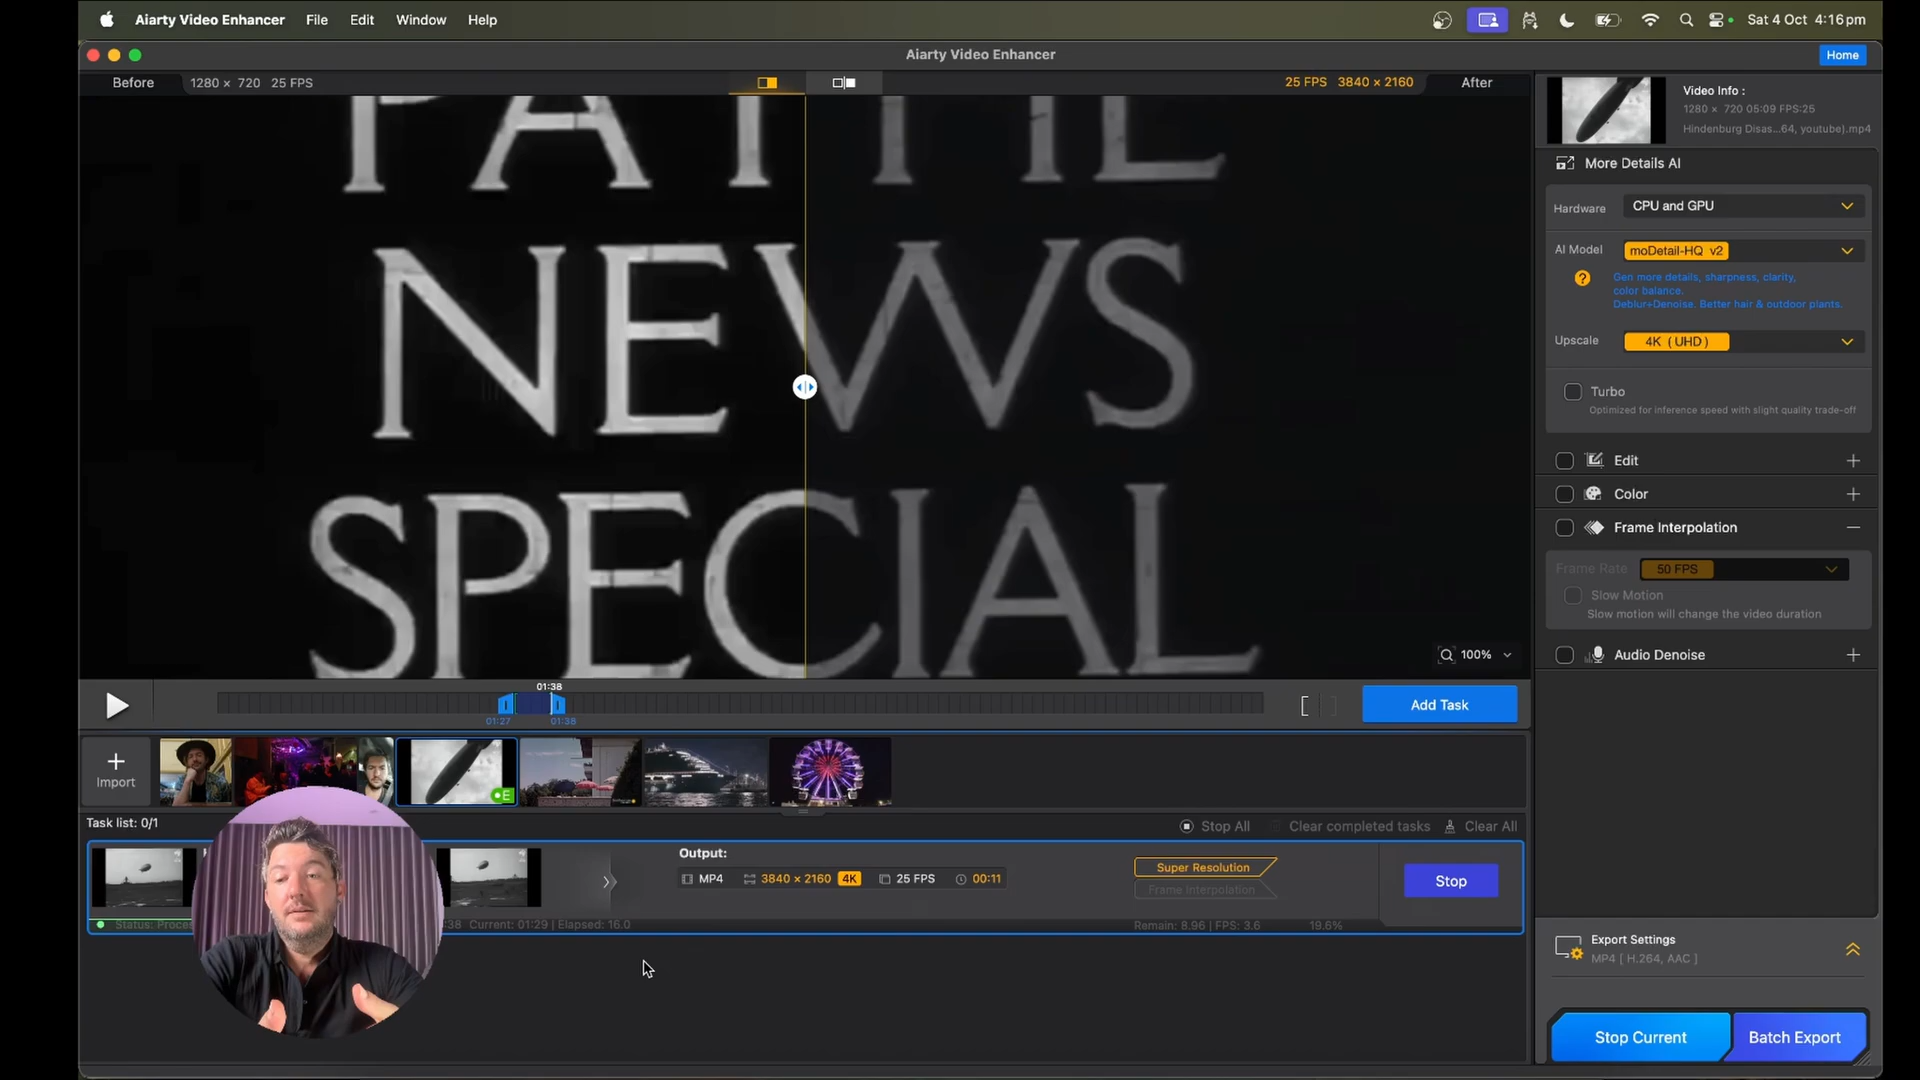 Aiarty Video Enhancer File Edit Window Help
Sat 4 Oct 4:16pm
Aiarty Video Enhancer
Home
Before 1280 × 720 25 FPS
25 FPS 3840 × 2160 After
NEWS
SPECIAL
100%
Video Info :
1280 × 720 05:09 FPS:25
Hindenburg Disas...64, youtube).mp4
More Details AI
Hardware CPU and GPU
AI Model moDetail-HQ v2
Gen more details, sharpness, clarity,
color balance.
Deblur+Denoise. Better hair & outdoor plants.
Upscale 4K (UHD)
Turbo
Optimized for inference speed with slight quality trade-off
Edit
Color
Frame Interpolation
Frame Rate 50 FPS
Slow Motion
Slow motion will change the video duration
Audio Denoise
01:38
01:27 01:38
Add Task
Import
E
Task list: 0/1
Stop All Clear completed tasks Clear All
Output:
MP4 3840 × 2160 4K 25 FPS 00:11
Super Resolution
Frame Interpolation
Stop
Status: Current: 01:29 | Elapsed: 16.0
Remain: 8.96 | FPS: 3.6 19.6%
Export Settings
MP4 [ H.264, AAC ]
Stop Current
Batch Export